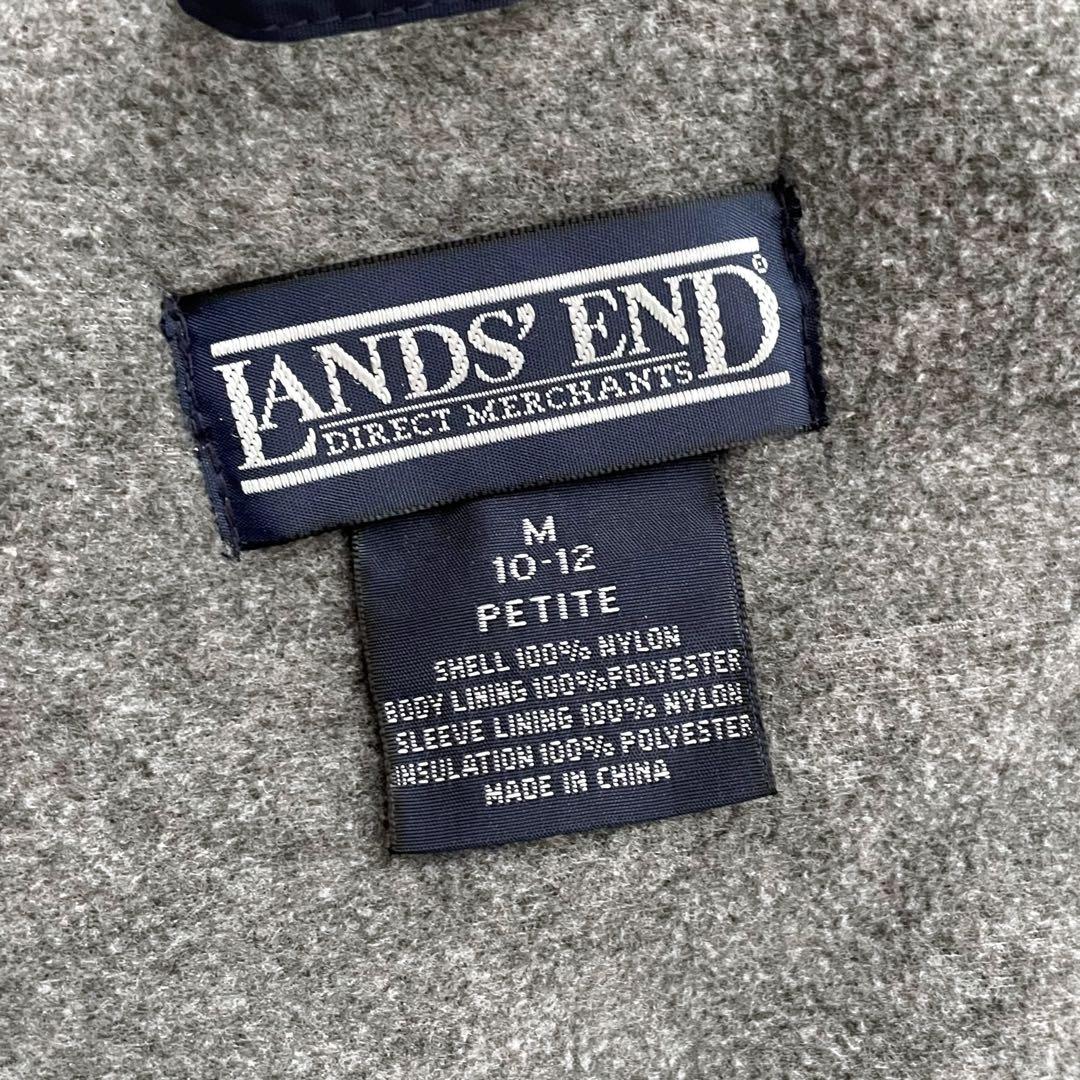 LANDS' END®
DIRECT MERCHANTS
M
10-12
PETITE
SHELL 100% NYLON
BODY LINING 100% POLYESTER
SLEEVE LINING 100% NYLON
INSULATION 100% POLYESTER
MADE IN CHINA